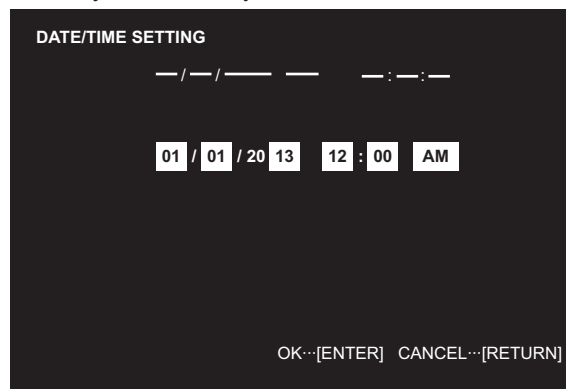 DATE/TIME SETTING
––/––/–––– –– ––:––:––
01 / 01 / 20 13 12 : 00 AM
OK···[ENTER] CANCEL···[RETURN]